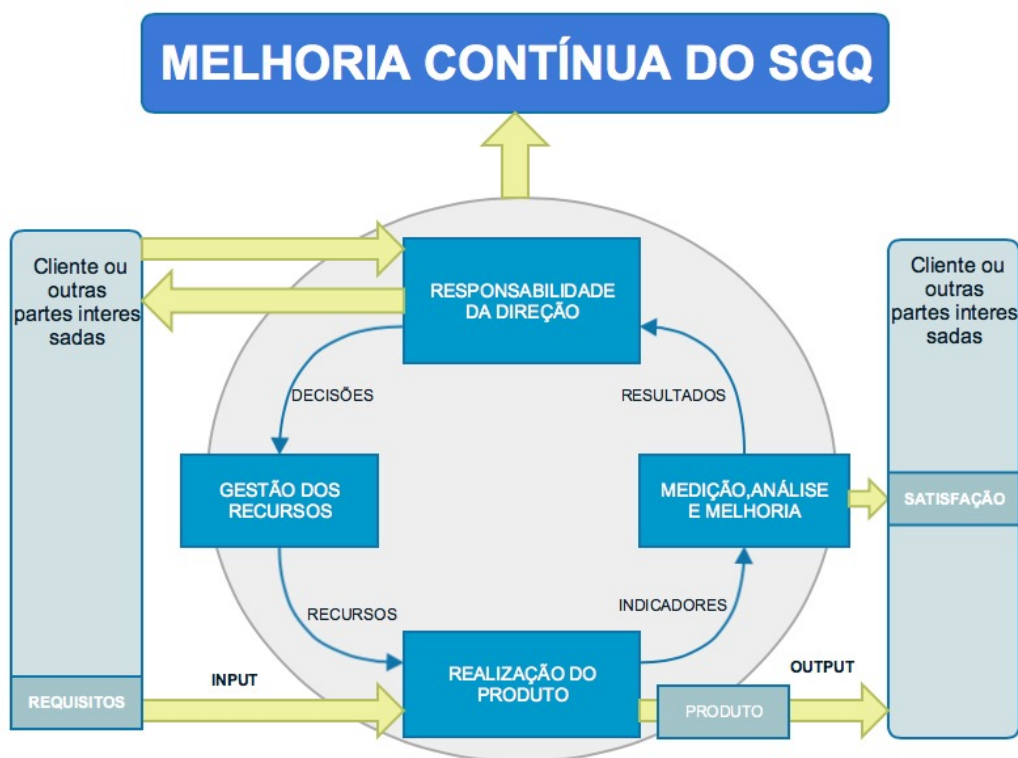 MELHORIA CONTÍNUA DO SGQ
Cliente ou
outras
partes interes
sadas
RESPONSABILIDADE
DA DIREÇÃO
Cliente ou
outras
partes interes
sadas
DECISÕES
RESULTADOS
GESTÃO DOS
RECURSOS
MEDIÇÃO,ANÁLISE
E MELHORIA
SATISFAÇÃO
RECURSOS
INDICADORES
REQUISITOS
INPUT
REALIZAÇÃO DO
PRODUTO
PRODUTO
OUTPUT